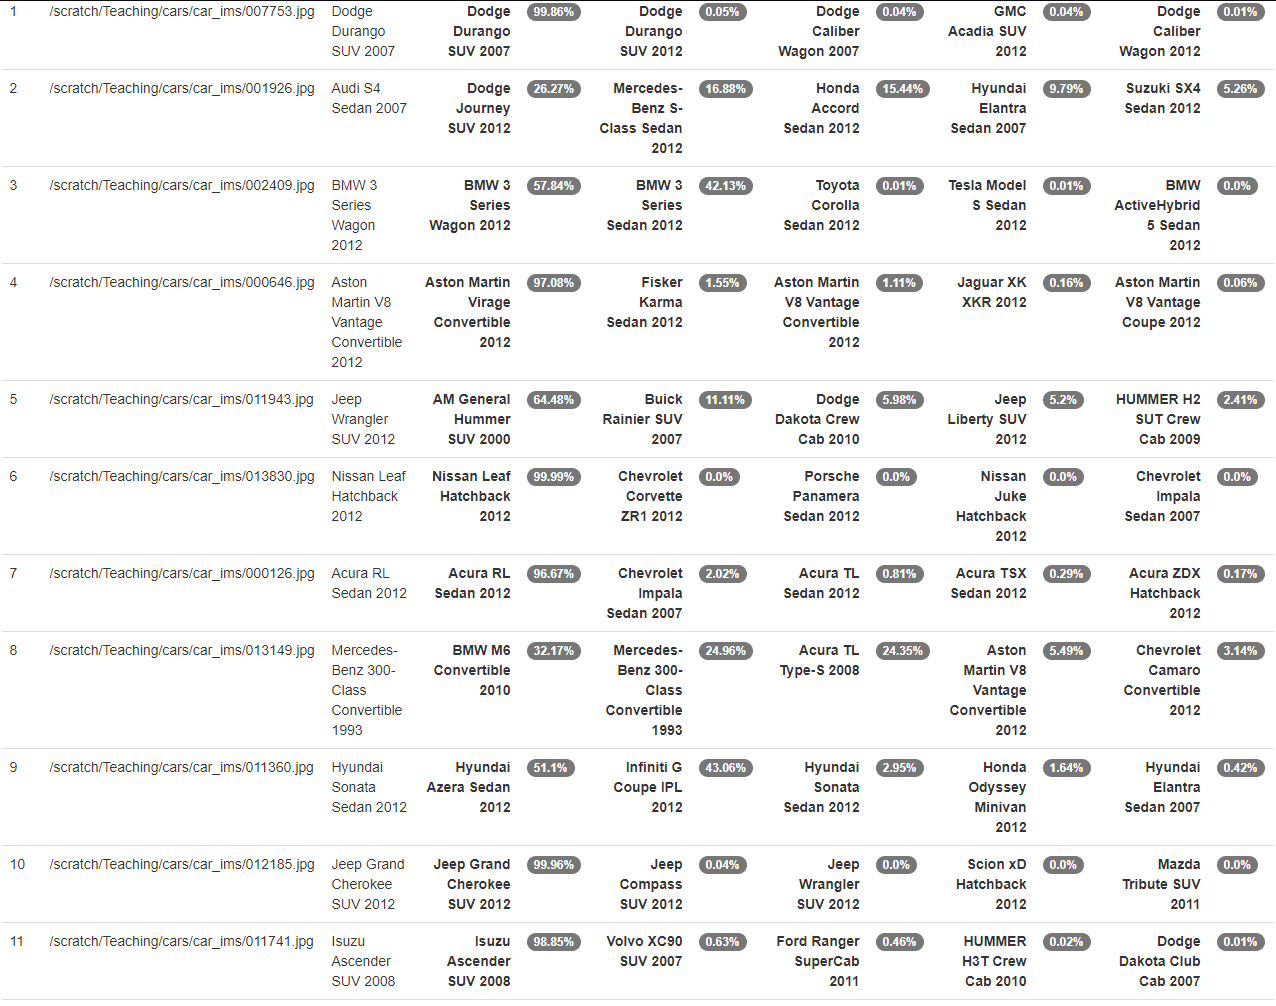 1 /scratch/Teaching/cars/car_ims/007753.jpg Dodge Dodge 99.86% Dodge 0.05% Dodge 0.04% GMC 0.04% Dodge 0.01%
Durango Durango Durango Caliber Acadia SUV Caliber
SUV 2007 SUV 2007 SUV 2012 Wagon 2007 2012 Wagon 2012
2 /scratch/Teaching/cars/car_ims/001926.jpg Audi S4 Dodge 26.27% Mercedes- 16.88% Honda 15.44% Hyundai 9.79% Suzuki SX4 5.26%
Sedan 2007 Journey Benz S- Accord Elantra Sedan 2012
SUV 2012 Class Sedan Sedan 2012 Sedan 2007
2012
3 /scratch/Teaching/cars/car_ims/002409.jpg BMW 3 BMW 3 57.84% BMW 3 42.13% Toyota 0.01% Tesla Model 0.01% BMW 0.0%
Series Series Series Corolla S Sedan ActiveHybrid
Wagon Wagon 2012 Sedan 2012 Sedan 2012 2012 5 Sedan
2012 2012
4 /scratch/Teaching/cars/car_ims/000646.jpg Aston Aston Martin 97.08% Fisker 1.55% Aston Martin 1.11% Jaguar XK 0.16% Aston Martin 0.06%
Martin V8 Virage Karma V8 Vantage XKR 2012 V8 Vantage
Vantage Convertible Sedan 2012 Convertible Coupe 2012
Convertible 2012 2012
2012
5 /scratch/Teaching/cars/car_ims/011943.jpg Jeep AM General 64.48% Buick 11.11% Dodge 5.98% Jeep 5.2% HUMMER H2 2.41%
Wrangler Hummer Rainier SUV Dakota Crew Liberty SUV SUT Crew
SUV 2012 SUV 2000 2007 Cab 2010 2012 Cab 2009
6 /scratch/Teaching/cars/car_ims/013830.jpg Nissan Leaf Nissan Leaf 99.99% Chevrolet 0.0% Porsche 0.0% Nissan 0.0% Chevrolet 0.0%
Hatchback Hatchback Corvette Panamera Juke Impala
2012 2012 ZR1 2012 Sedan 2012 Hatchback Sedan 2007
2012
7 /scratch/Teaching/cars/car_ims/000126.jpg Acura RL Acura RL 96.67% Chevrolet 2.02% Acura TL 0.81% Acura TSX 0.29% Acura ZDX 0.17%
Sedan 2012 Sedan 2012 Impala Sedan 2012 Sedan 2012 Hatchback
Sedan 2007 2012
8 /scratch/Teaching/cars/car_ims/013149.jpg Mercedes- BMW M6 32.17% Mercedes- 24.96% Acura TL 24.35% Aston 5.49% Chevrolet 3.14%
Benz 300- Convertible Benz 300- Type-S 2008 Martin V8 Camaro
Class 2010 Class Vantage Convertible
Convertible Convertible Convertible 2012
1993 1993 2012
9 /scratch/Teaching/cars/car_ims/011360.jpg Hyundai Hyundai 51.1% Infiniti G 43.06% Hyundai 2.95% Honda 1.64% Hyundai 0.42%
Sonata Azera Sedan Coupe IPL Sonata Odyssey Elantra
Sedan 2012 2012 2012 Sedan 2012 Minivan Sedan 2007
2012
10 /scratch/Teaching/cars/car_ims/012185.jpg Jeep Grand Jeep Grand 99.96% Jeep 0.04% Jeep 0.0% Scion xD 0.0% Mazda 0.0%
Cherokee Cherokee Compass Wrangler Hatchback Tribute SUV
SUV 2012 SUV 2012 SUV 2012 SUV 2012 2012 2011
11 /scratch/Teaching/cars/car_ims/011741.jpg Isuzu Isuzu 98.85% Volvo XC90 0.63% Ford Ranger 0.46% HUMMER 0.02% Dodge 0.01%
Ascender Ascender SUV 2007 SuperCab H3T Crew Dakota Club
SUV 2008 SUV 2008 2011 Cab 2010 Cab 2007